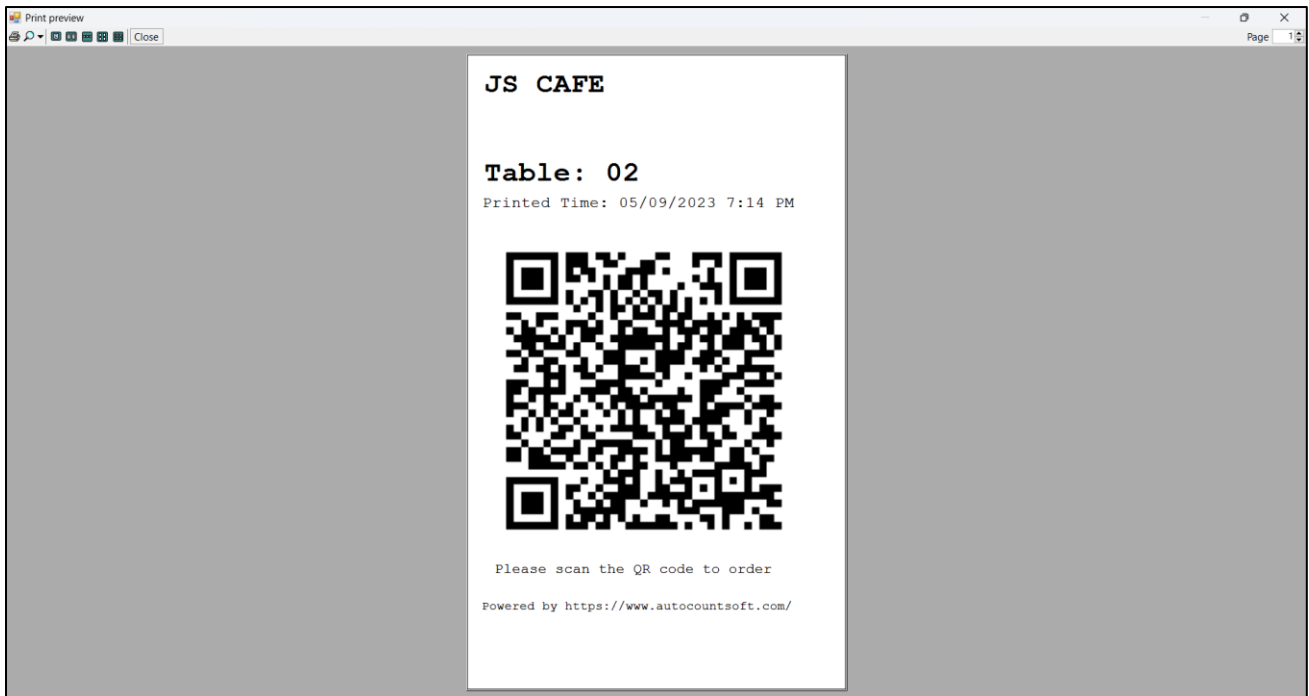 Print preview
Close
Page 1
JS CAFE
Table: 02
Printed Time: 05/09/2023 7:14 PM
Please scan the QR code to order
Powered by https://www.autocountsoft.com/